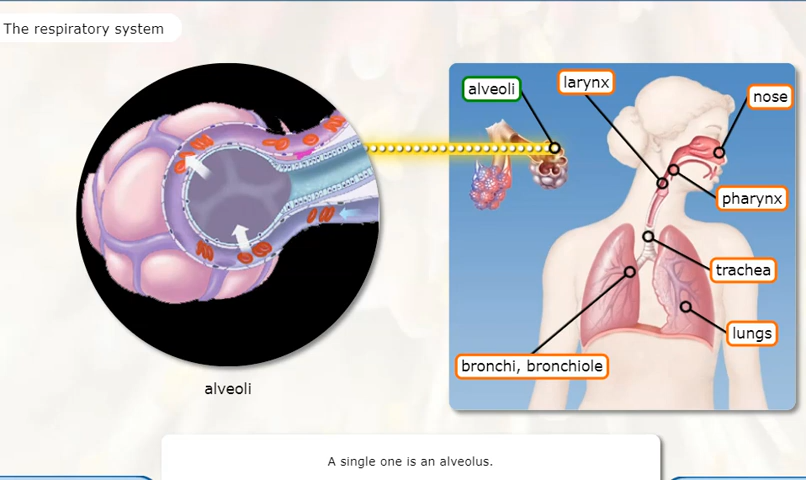 The respiratory system
alveoli
larynx
nose
pharynx
trachea
lungs
bronchi, bronchiole
alveoli
A single one is an alveolus.